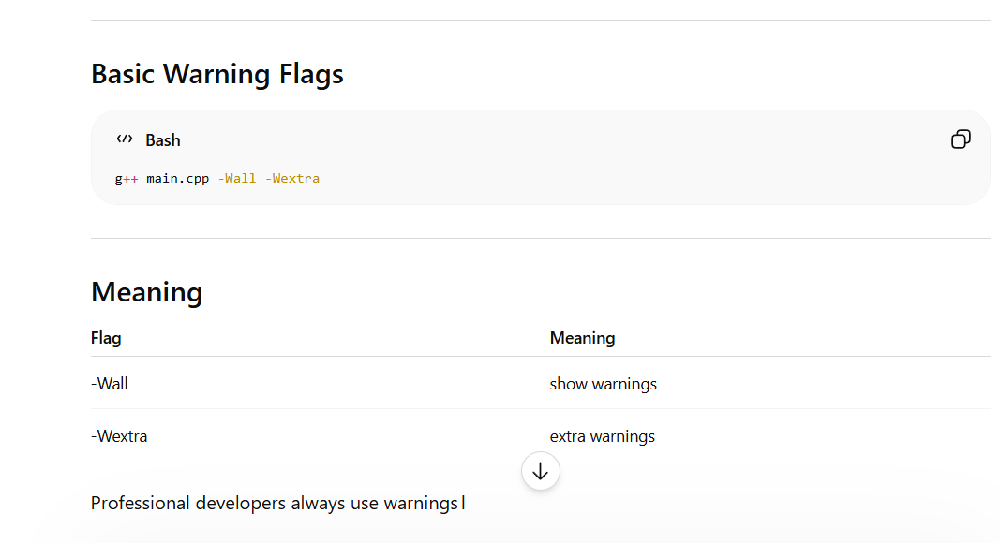 Basic Warning Flags
Bash
g++ main.cpp -Wall -Wextra
Meaning
Flag Meaning
-Wall show warnings
-Wextra extra warnings
Professional developers always use warnings